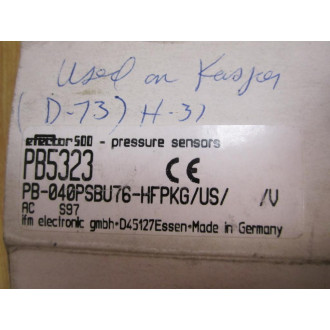 Used on Kasper
(D-73) H-31
efector500 - pressure sensors
PB5323 CE
PB-040PSBU76-HFPKG/US/ /V
AC S97
ifm electronic gmbh•D45127Essen•Made in Germany